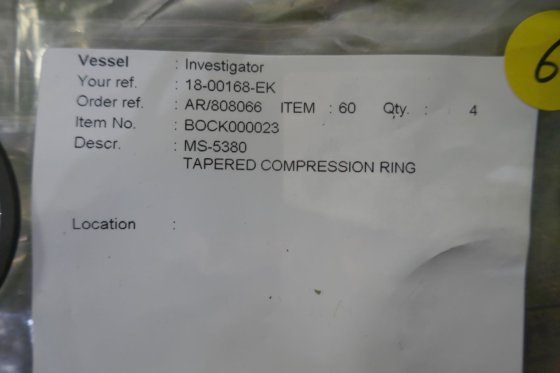 Vessel : Investigator
Your ref. : 18-00168-EK
Order ref. : AR/808066 ITEM : 60 Qty. : 4
Item No. : BOCK000023
Descr. : MS-5380
TAPERED COMPRESSION RING
Location :
6